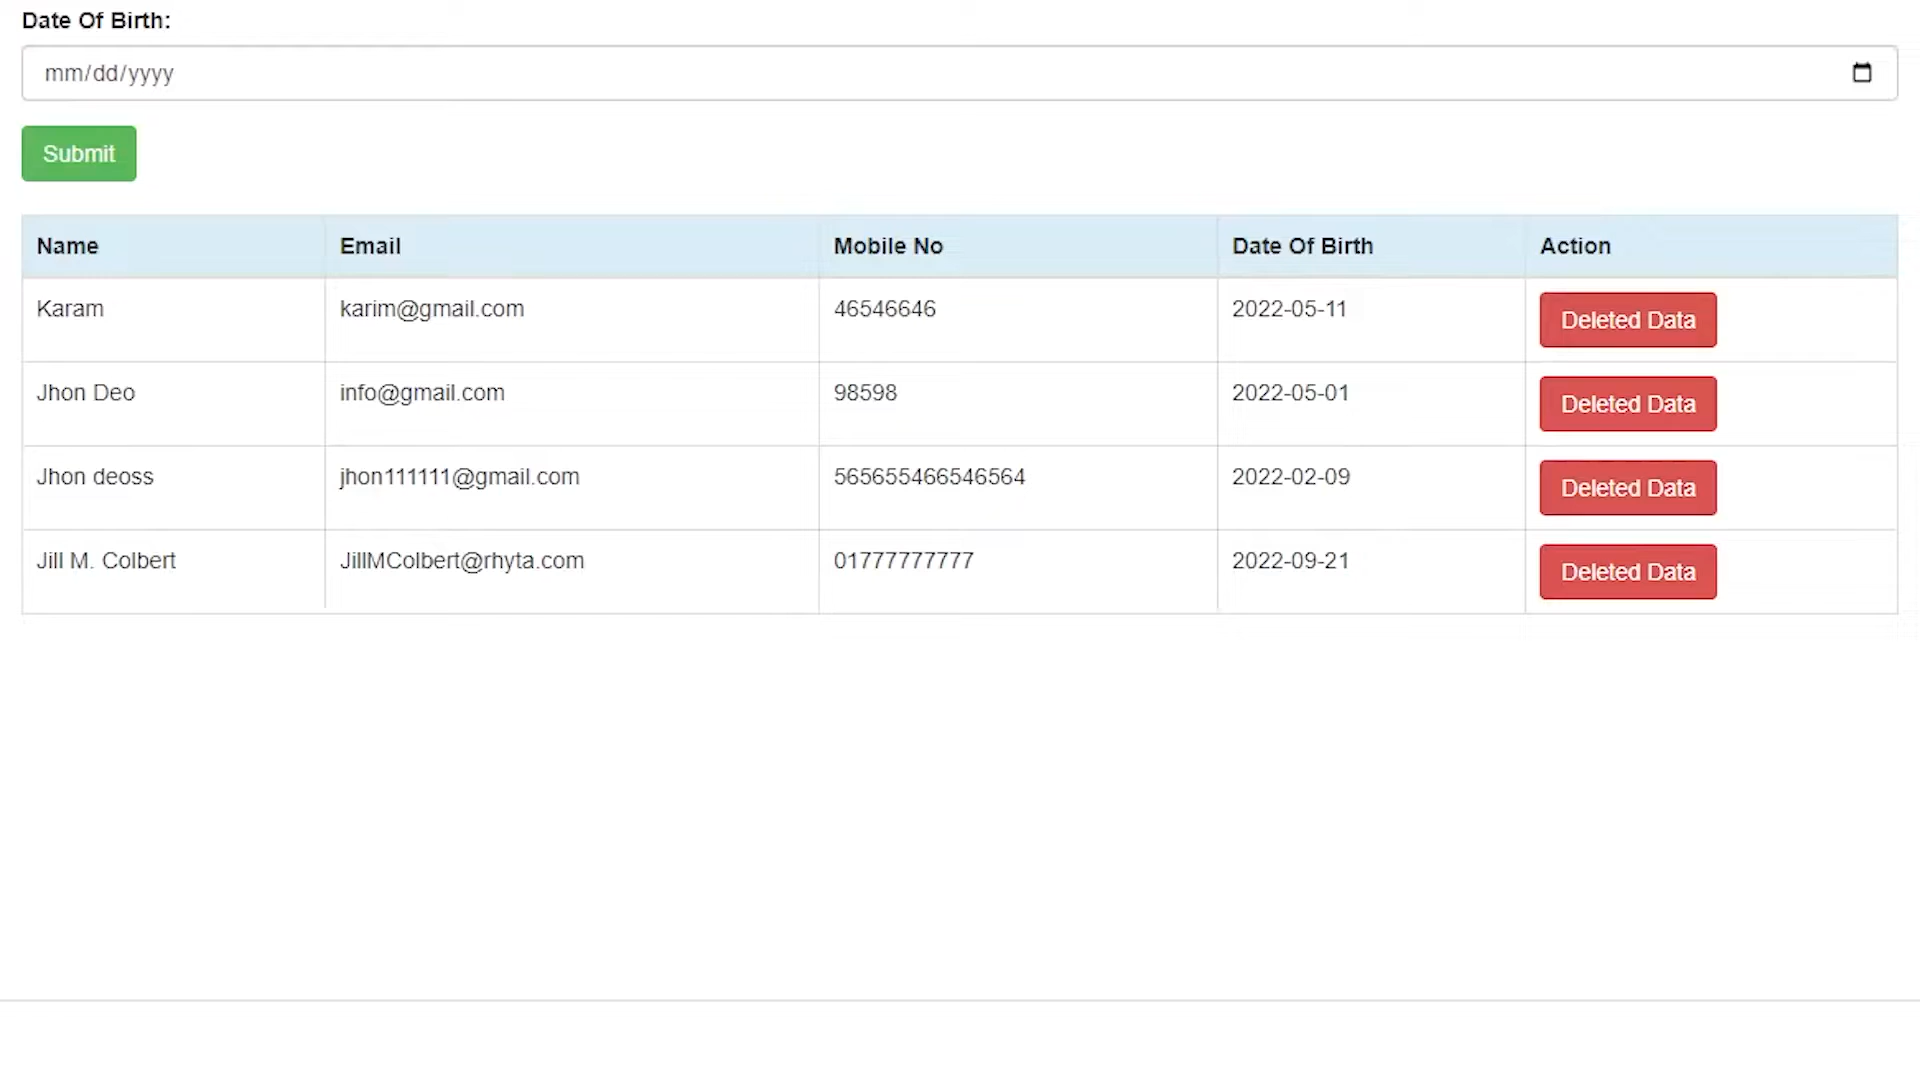 Date Of Birth:
mm/dd/yyyy
Submit
Name Email Mobile No Date Of Birth Action
Karam karim@gmail.com 46546646 2022-05-11 Deleted Data
Jhon Deo info@gmail.com 98598 2022-05-01 Deleted Data
Jhon deoss jhon111111@gmail.com 565655466546564 2022-02-09 Deleted Data
Jill M. Colbert JillMColbert@rhyta.com 01777777777 2022-09-21 Deleted Data